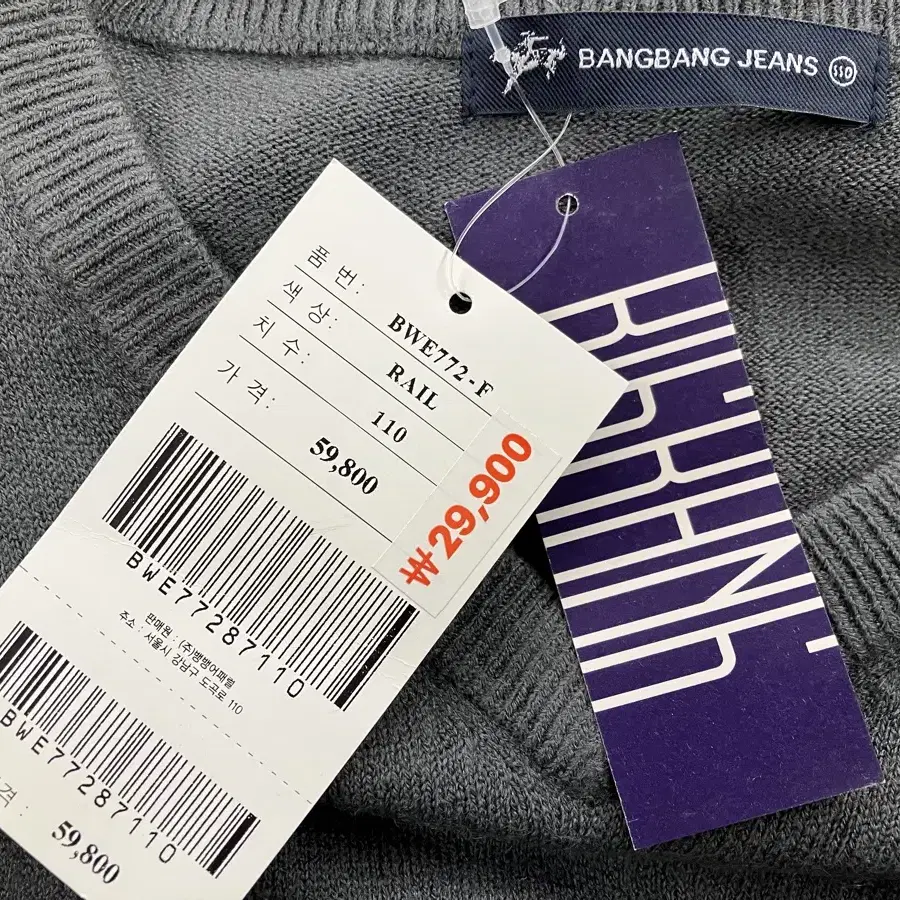 BANGBANG JEANS SSO
품 번 : BWE772-F
색 상 : RAIL
치 수 : 110
가 격 : 59,800
₩29,900
BWE77287110
판매원 : (주)뱅뱅어패럴
주소 : 서울시 강남구 도곡로 110
BWE77287110
격 : 59,800